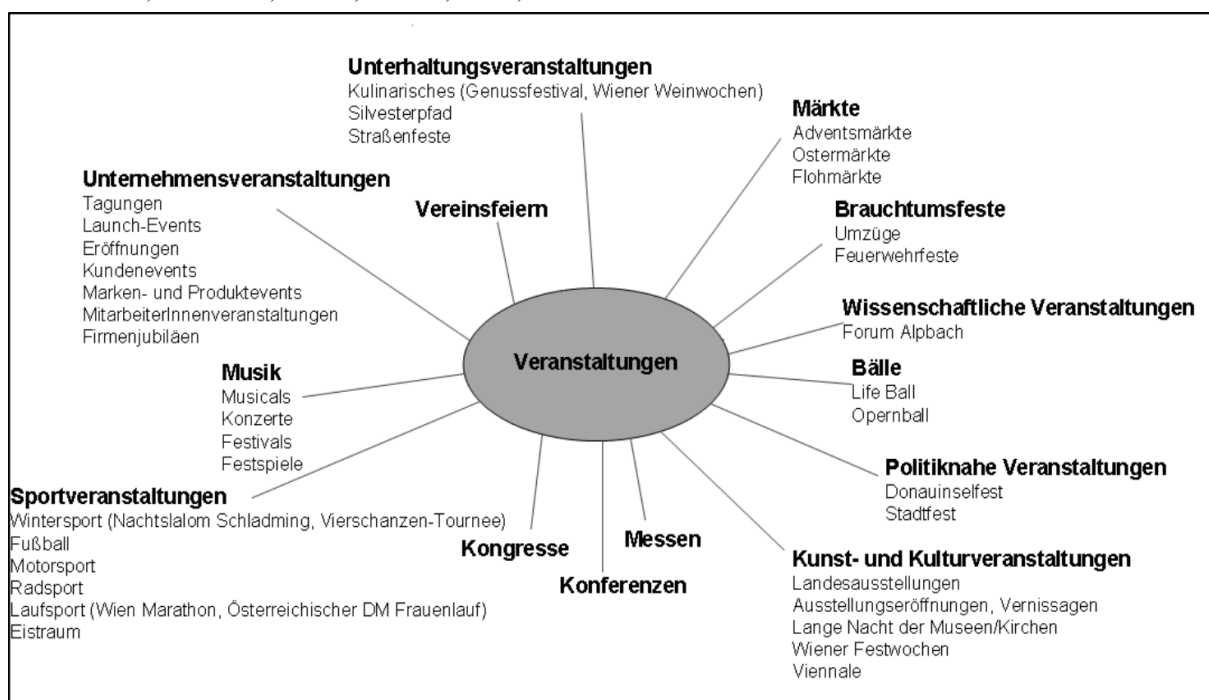 Unterhaltungsveranstaltungen
Kulinarisches (Genussfestival, Wiener Weinwochen)
Silvesterpfad
Straßenfeste
Märkte
Adventsmärkte
Ostermärkte
Flohmärkte
Unternehmensveranstaltungen
Tagungen
Launch-Events
Eröffnungen
Kundenevents
Marken- und Produktevents
MitarbeiterInnenveranstaltungen
Firmenjubiläen
Vereinsfeiern
Brauchtumsfeste
Umzüge
Feuerwehrfeste
Wissenschaftliche Veranstaltungen
Forum Alpbach
Veranstaltungen
Bälle
Life Ball
Opernball
Musik
Musicals
Konzerte
Festivals
Festspiele
Politiknahe Veranstaltungen
Donauinselfest
Stadtfest
Sportveranstaltungen
Wintersport (Nachtslalom Schladming, Vierschanzen-Tournee)
Fußball
Motorsport
Radsport
Laufsport (Wien Marathon, Österreichischer DM Frauenlauf)
Eistraum
Kongresse
Konferenzen
Messen
Kunst- und Kulturveranstaltungen
Landesausstellungen
Ausstellungseröffnungen, Vernissagen
Lange Nacht der Museen/Kirchen
Wiener Festwochen
Viennale